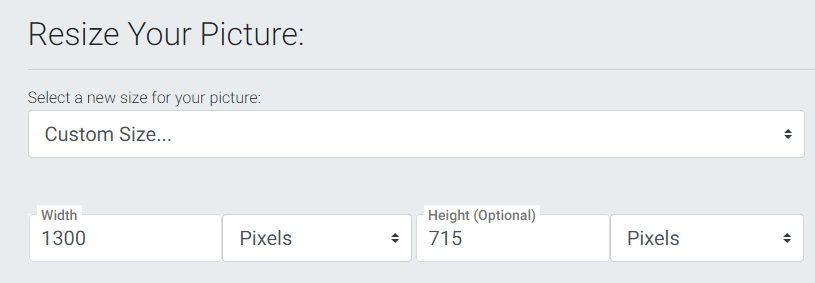 Resize Your Picture:
Select a new size for your picture:
Custom Size...
Width Height (Optional)
1300 Pixels 715 Pixels